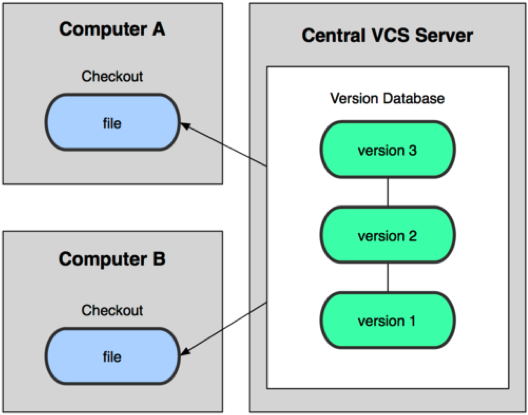 Computer A
Checkout
file
Computer B
Checkout
file
Central VCS Server
Version Database
version 3
version 2
version 1